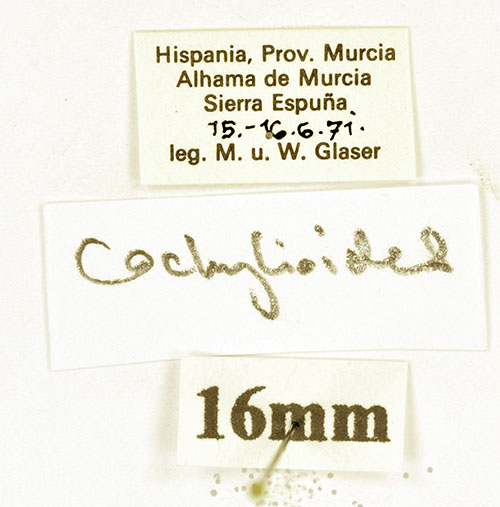 Hispania, Prov. Murcia
Alhama de Murcia
Sierra Espuña
15.-16.6.71.
leg. M. u. W. Glaser
Cochylioides
16mm